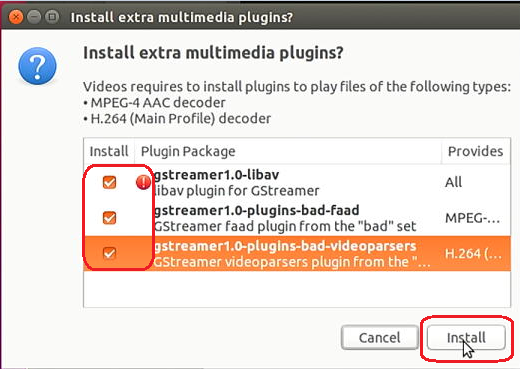 Install extra multimedia plugins?
Install extra multimedia plugins?
Videos requires to install plugins to play files of the following types:
• MPEG-4 AAC decoder
• H.264 (Main Profile) decoder
Install Plugin Package Provides
gstreamer1.0-libav
libav plugin for GStreamer
All
gstreamer1.0-plugins-bad-faad
GStreamer faad plugin from the "bad" set
MPEG-...
gstreamer1.0-plugins-bad-videoparsers
GStreamer videoparsers plugin from the "...
H.264 (...
Cancel Install